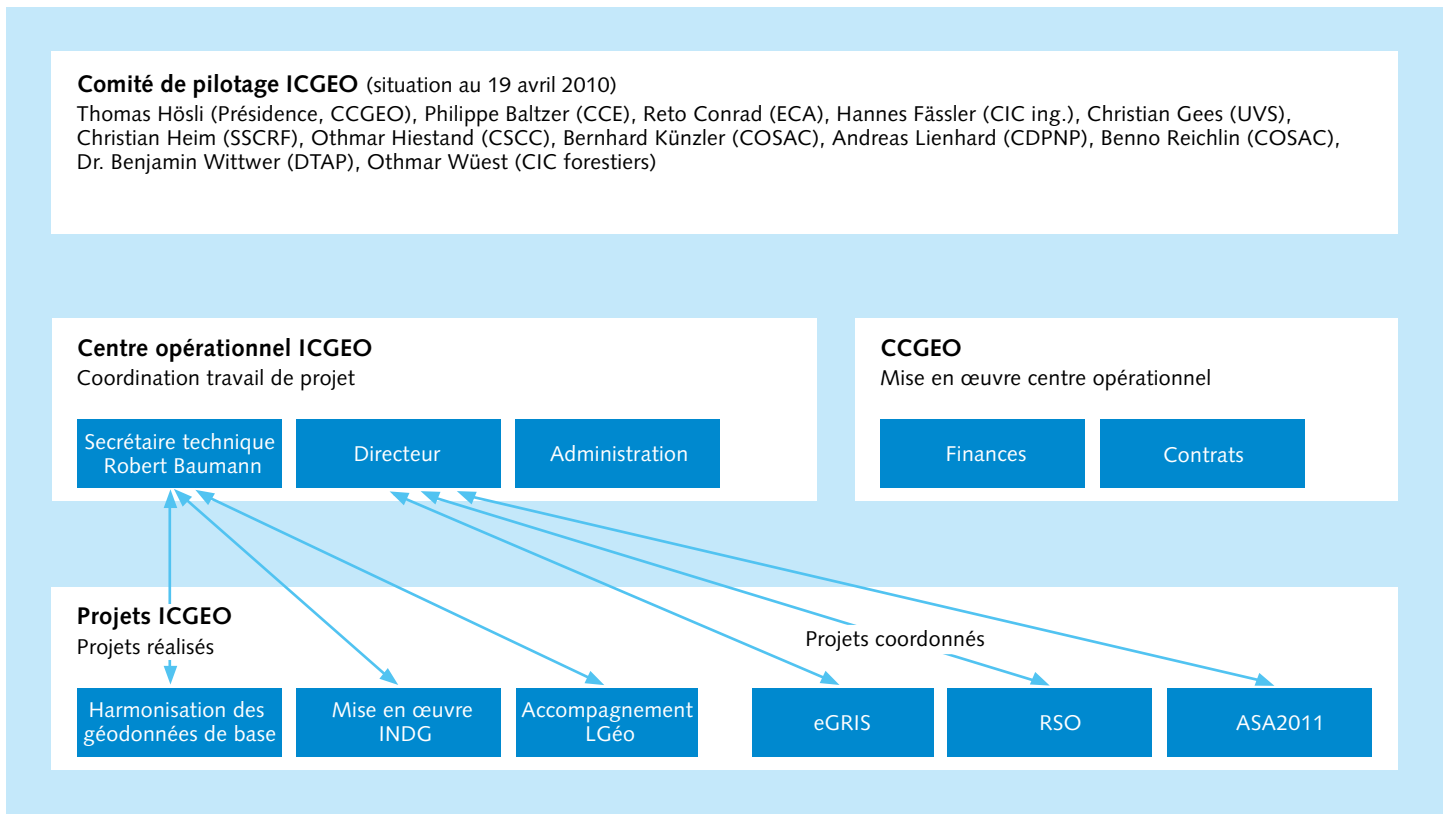 Comité de pilotage ICGEO (situation au 19 avril 2010)
Thomas Hösli (Présidence, CCGEO), Philippe Baltzer (CCE), Reto Conrad (ECA), Hannes Fässler (CIC ing.), Christian Gees (UVS),
Christian Heim (SSCRF), Othmar Hiestand (CSCC), Bernhard Künzler (COSAC), Andreas Lienhard (CDPNP), Benno Reichlin (COSAC),
Dr. Benjamin Wittwer (DTAP), Othmar Wüest (CIC forestiers)
Centre opérationnel ICGEO
Coordination travail de projet
Secrétaire technique
Robert Baumann
Directeur
Administration
CCGEO
Mise en œuvre centre opérationnel
Finances
Contrats
Projets ICGEO
Projets réalisés
Projets coordonnés
Harmonisation des
géodonnées de base
Mise en œuvre
INDG
Accompagnement
LGéo
eGRIS
RSO
ASA2011